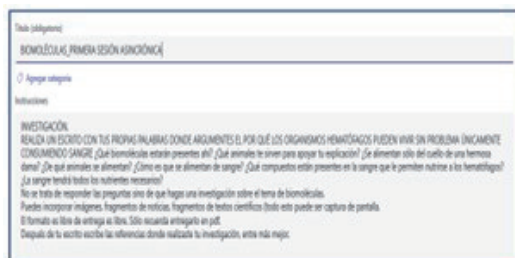 Título (obligatorio)
BIOMOLÉCULAS_PRIMERA SESIÓN ASINCRÓNICA
Agregar categoría
Instrucciones
INVESTIGACIÓN.
REALIZA UN ESCRITO CON TUS PROPIAS PALABRAS DONDE ARGUMENTES EL POR QUÉ LOS ORGANISMOS HEMATÓFAGOS PUEDEN VIVIR SIN PROBLEMA ÚNICAMENTE
CONSUMIENDO SANGRE ¿Qué biomoléculas estarán presentes ahí? ¿Qué animales te sirven para apoyar tu explicación? ¿Se alimentan sólo del cuello de una hermosa
dama? ¿De qué animales se alimentan? ¿Cómo es que se alimentan de sangre? ¿Qué compuestos están presentes en la sangre que le permiten nutrirse a los hematófagos?
¿La sangre tendrá todos los nutrientes necesarios?
No se trata de responder las preguntas sino de que hagas una investigación sobre el tema de biomoléculas.
Puedes incorporar imágenes, fragmentos de noticias, fragmentos de textos científicos (todo esto puede ser captura de pantalla.
El formato es libre de entrega es libre. Sólo recuerda entregarlo en pdf.
Después de tu escrito escribe las referencias donde realizaste tu investigación, entre más mejor.